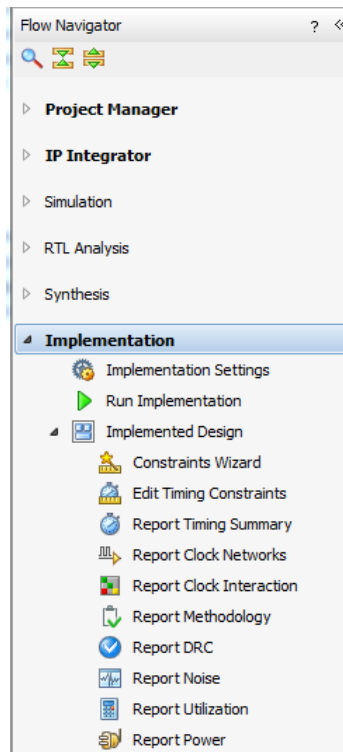 Flow Navigator ? «
Project Manager
IP Integrator
Simulation
RTL Analysis
Synthesis
Implementation
Implementation Settings
Run Implementation
Implemented Design
Constraints Wizard
Edit Timing Constraints
Report Timing Summary
Report Clock Networks
Report Clock Interaction
Report Methodology
Report DRC
Report Noise
Report Utilization
Report Power